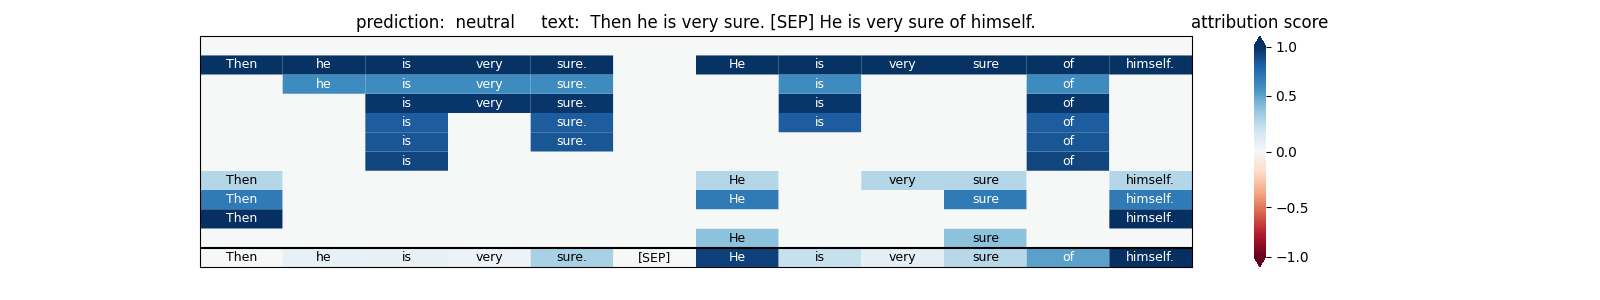 prediction:  neutral     text:  Then he is very sure. [SEP] He is very sure of himself.
attribution score
Then he is very sure. He is very sure of himself.
he is very sure. is of
is very sure. is of
is sure. is of
is sure. of
is of
Then He very sure himself.
Then He sure himself.
Then himself.
He sure
Then he is very sure. [SEP] He is very sure of himself.
1.0
0.5
0.0
−0.5
−1.0